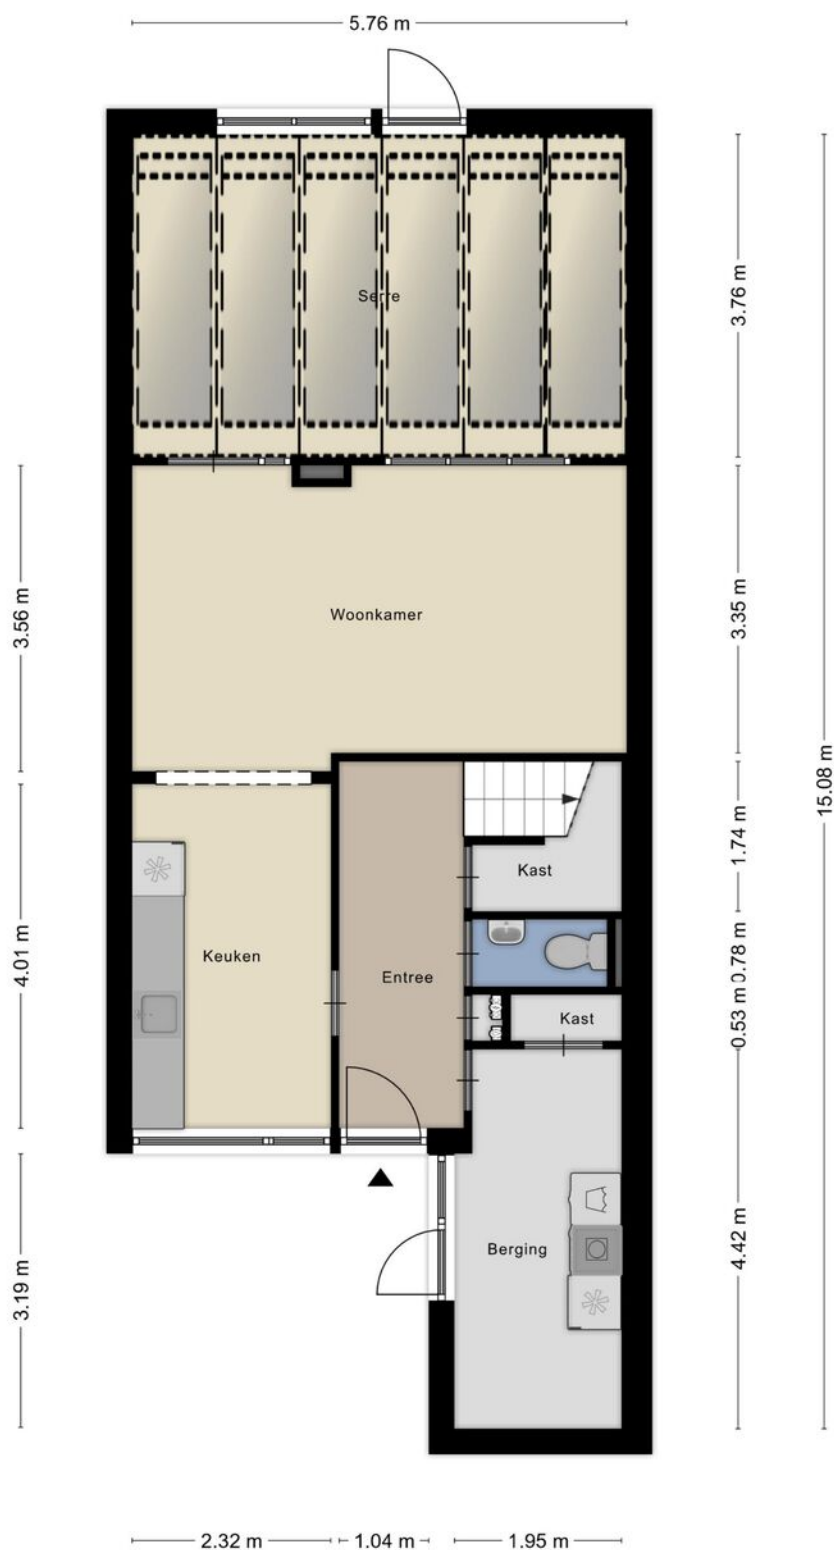 5.76 m
3.76 m
Serre
3.56 m
Woonkamer
3.35 m
15.08 m
1.74 m
Kast
4.01 m
Keuken
Entree
0.78 m
0.53 m
Kast
3.19 m
Berging
4.42 m
2.32 m
1.04 m
1.95 m